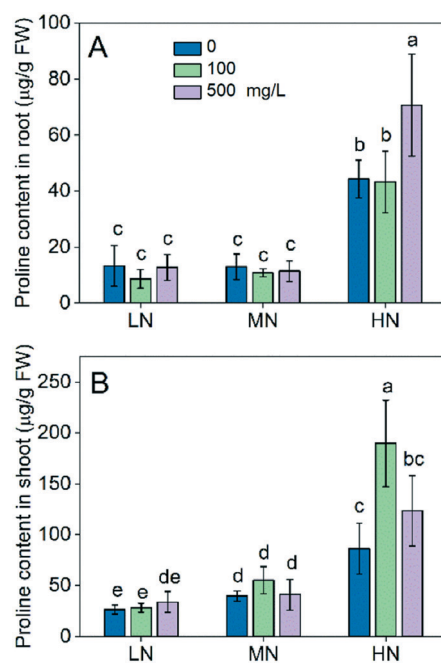 A
0
100
500 mg/L
Proline content in root (µg/g FW)
100
80
60
40
20
0
c c c
c c c
b b a
LN MN HN
B
Proline content in shoot (µg/g FW)
250
200
150
100
50
0
e e de
d d d
c a bc
LN MN HN